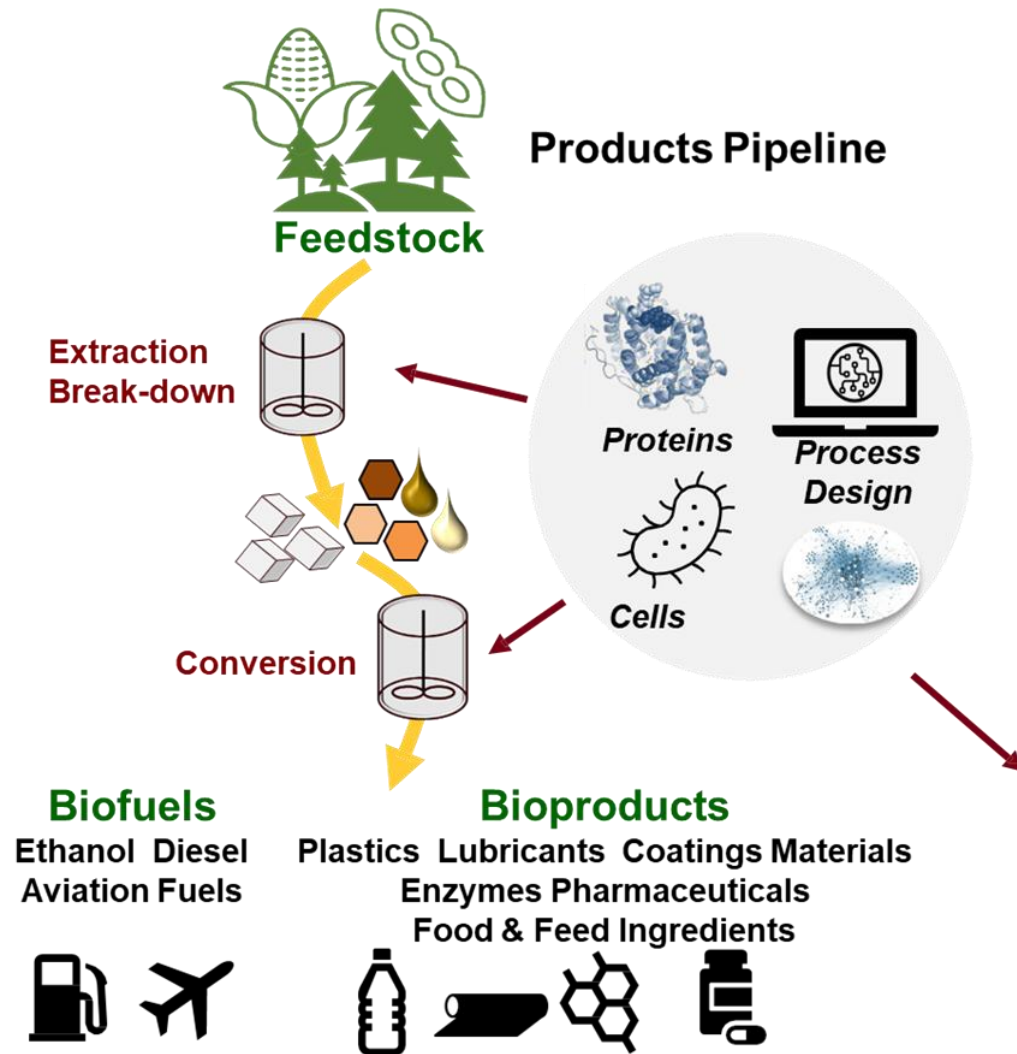 Products Pipeline
Feedstock
Extraction
Break-down
Proteins
Process
Design
Cells
Conversion
Biofuels
Ethanol  Diesel
Aviation Fuels
Bioproducts
Plastics  Lubricants  Coatings Materials
Enzymes Pharmaceuticals
Food & Feed Ingredients